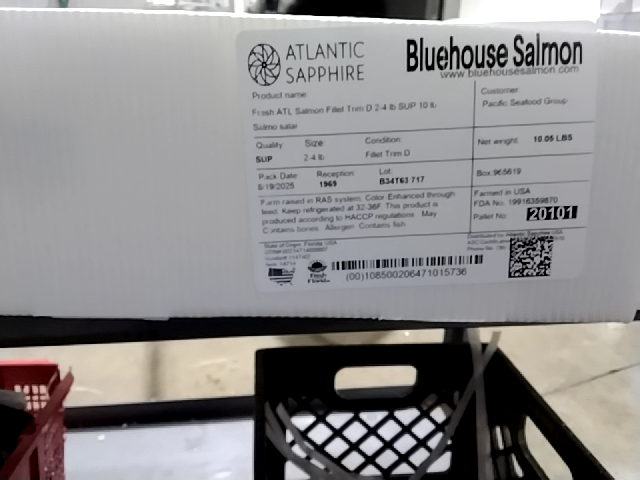 ATLANTIC
SAPPHIRE
Bluehouse Salmon
www.bluehousesalmon.com
Product name:
Fresh ATL Salmon Fillet Trim D 2-4 lb SUP 10 lb
Salmo salar
Customer:
Pacific Seafood Group
Quality Size Condition
SUP 2-4 lb Fillet Trim D
Net weight: 10.05 LBS
Pack Date Reception Lot:
1969 B34T63 717
Box: 965619
Farm raised in RAS system. Color Enhanced through
feed. Keep refrigerated at 32-36F. This product is
produced according to HACCP regulations. May
Contains bones. Allergen: Contains fish.
Farmed in USA
FDA No. 19916359870
Pallet No: 20101
State of Origin: Florida, USA
Fresh
(00)108500206471015736